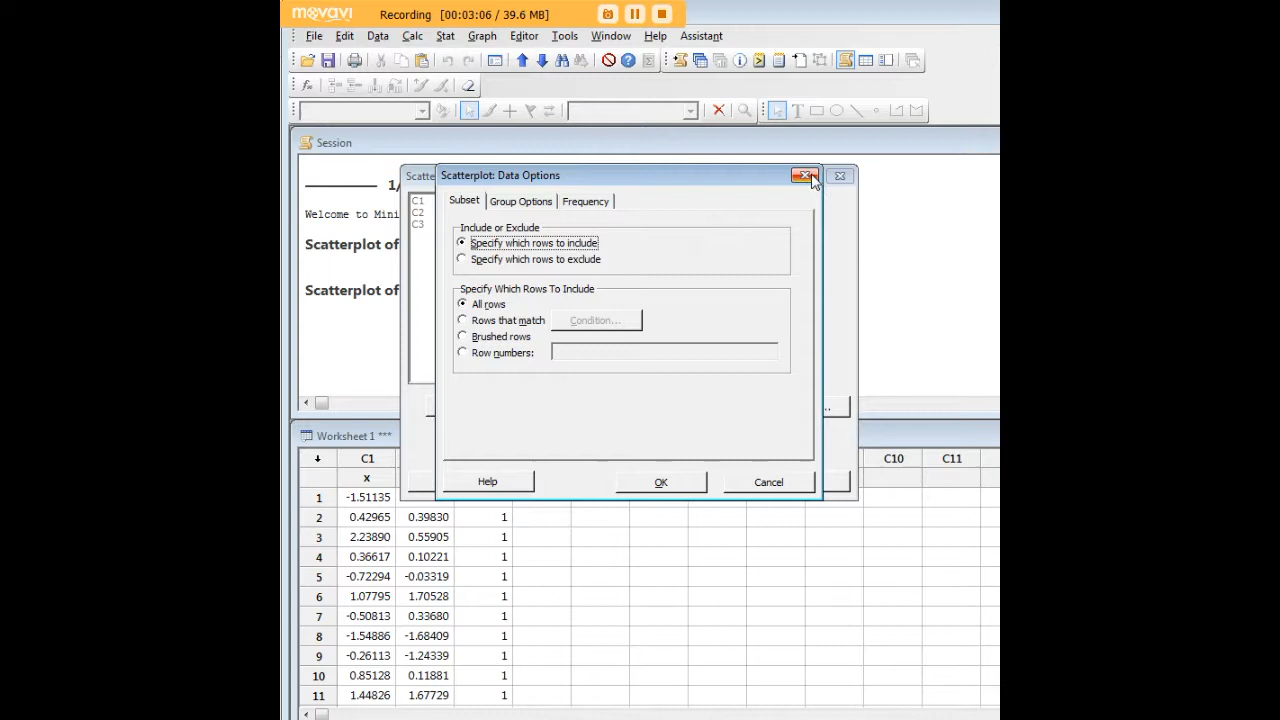 movavi Recording [00:03:06 / 39.6 MB]
File Edit Data Calc Stat Graph Editor Tools Window Help Assistant
Session
1/
Welcome to Mini
Scatterplot of
Scatterplot of
Scatte
C1
C2
C3
Scatterplot: Data Options
Subset Group Options Frequency
Include or Exclude
Specify which rows to include
Specify which rows to exclude
Specify Which Rows To Include
All rows
Rows that match Condition...
Brushed rows
Row numbers:
Help OK Cancel
Worksheet 1 ***
C1 C10 C11
x
1 -1.51135
2 0.42965 0.39830 1
3 2.23890 0.55905 1
4 0.36617 0.10221 1
5 -0.72294 -0.03319 1
6 1.07795 1.70528 1
7 -0.50813 0.33680 1
8 -1.54886 -1.68409 1
9 -0.26113 -1.24339 1
10 0.85128 0.11881 1
11 1.44826 1.67729 1